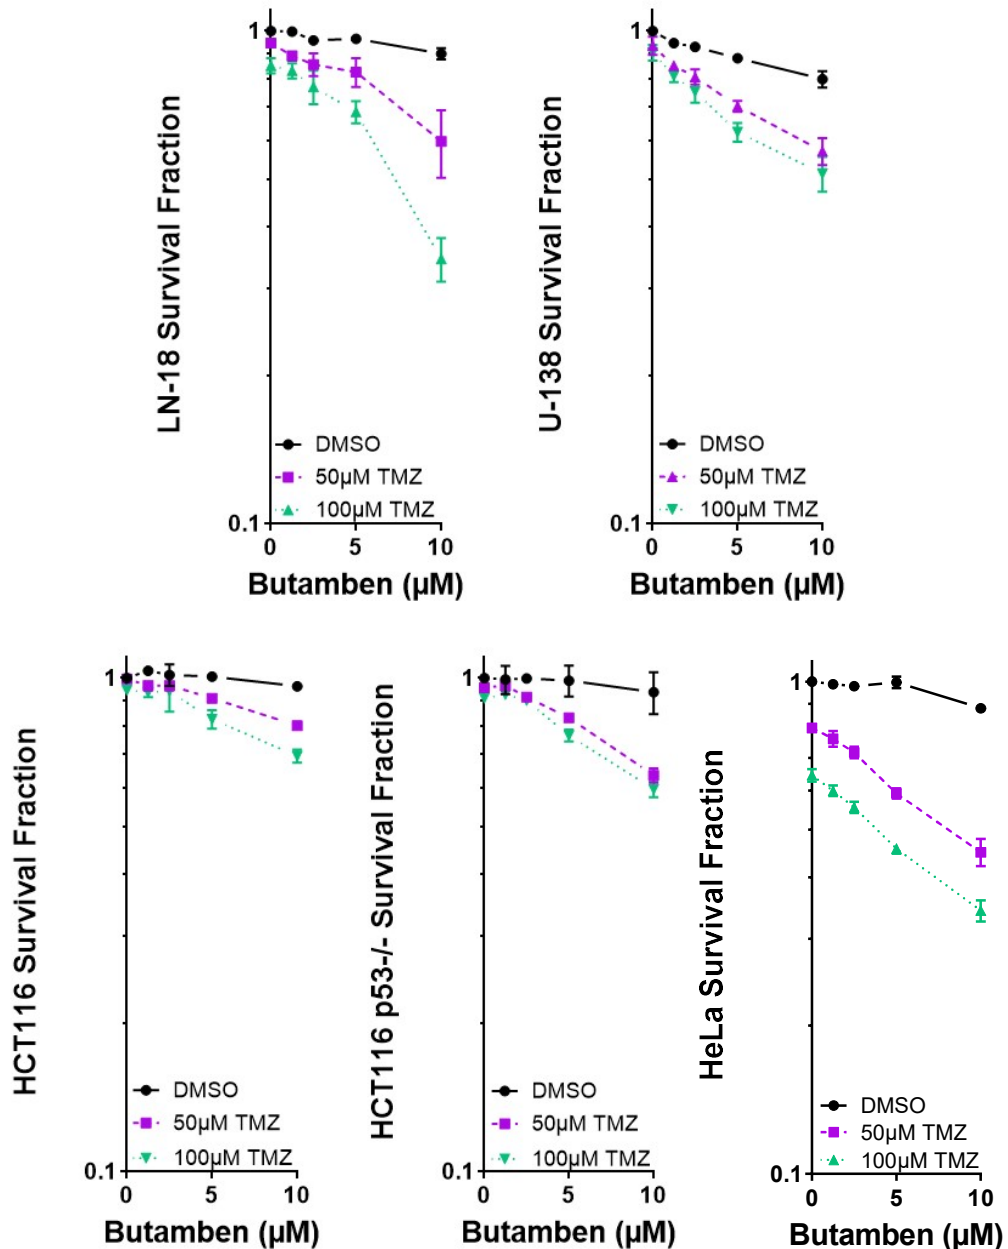 LN-18 Survival Fraction
1
0.1
DMSO
50µM TMZ
100µM TMZ
0 5 10
Butamben (µM)
U-138 Survival Fraction
1
0.1
DMSO
50µM TMZ
100µM TMZ
0 5 10
Butamben (µM)
HCT116 Survival Fraction
1
0.1
DMSO
50µM TMZ
100µM TMZ
0 5 10
Butamben (µM)
HCT116 p53-/- Survival Fraction
1
0.1
DMSO
50µM TMZ
100µM TMZ
0 5 10
Butamben (µM)
HeLa Survival Fraction
1
0.1
DMSO
50µM TMZ
100µM TMZ
0 5 10
Butamben (µM)